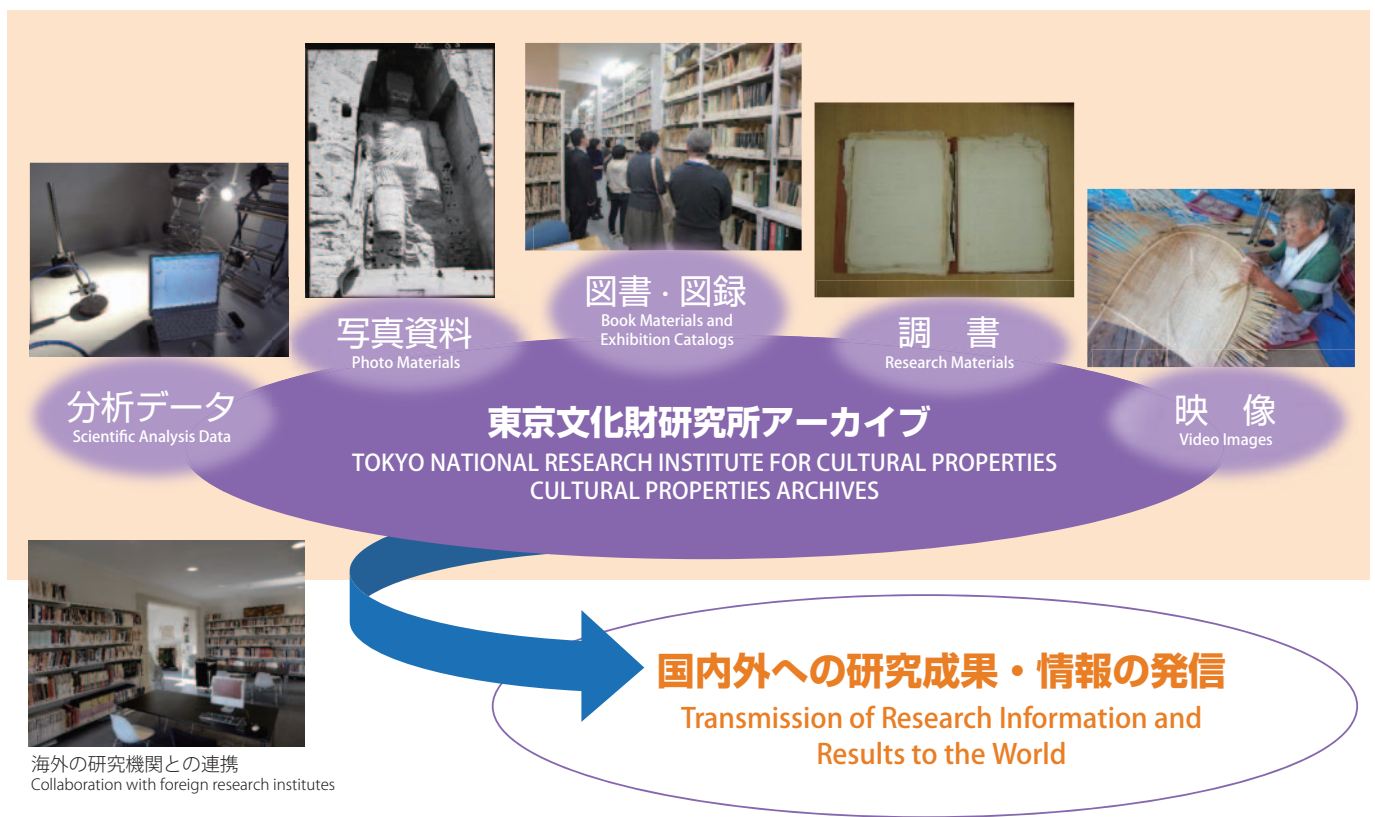 図書・図録
Book Materials and
Exhibition Catalogs
写真資料
Photo Materials
調　書
Research Materials
分析データ
Scientific Analysis Data
映　像
Video Images
東京文化財研究所アーカイブ
TOKYO NATIONAL RESEARCH INSTITUTE FOR CULTURAL PROPERTIES
CULTURAL PROPERTIES ARCHIVES
国内外への研究成果・情報の発信
Transmission of Research Information and
Results to the World
海外の研究機関との連携
Collaboration with foreign research institutes